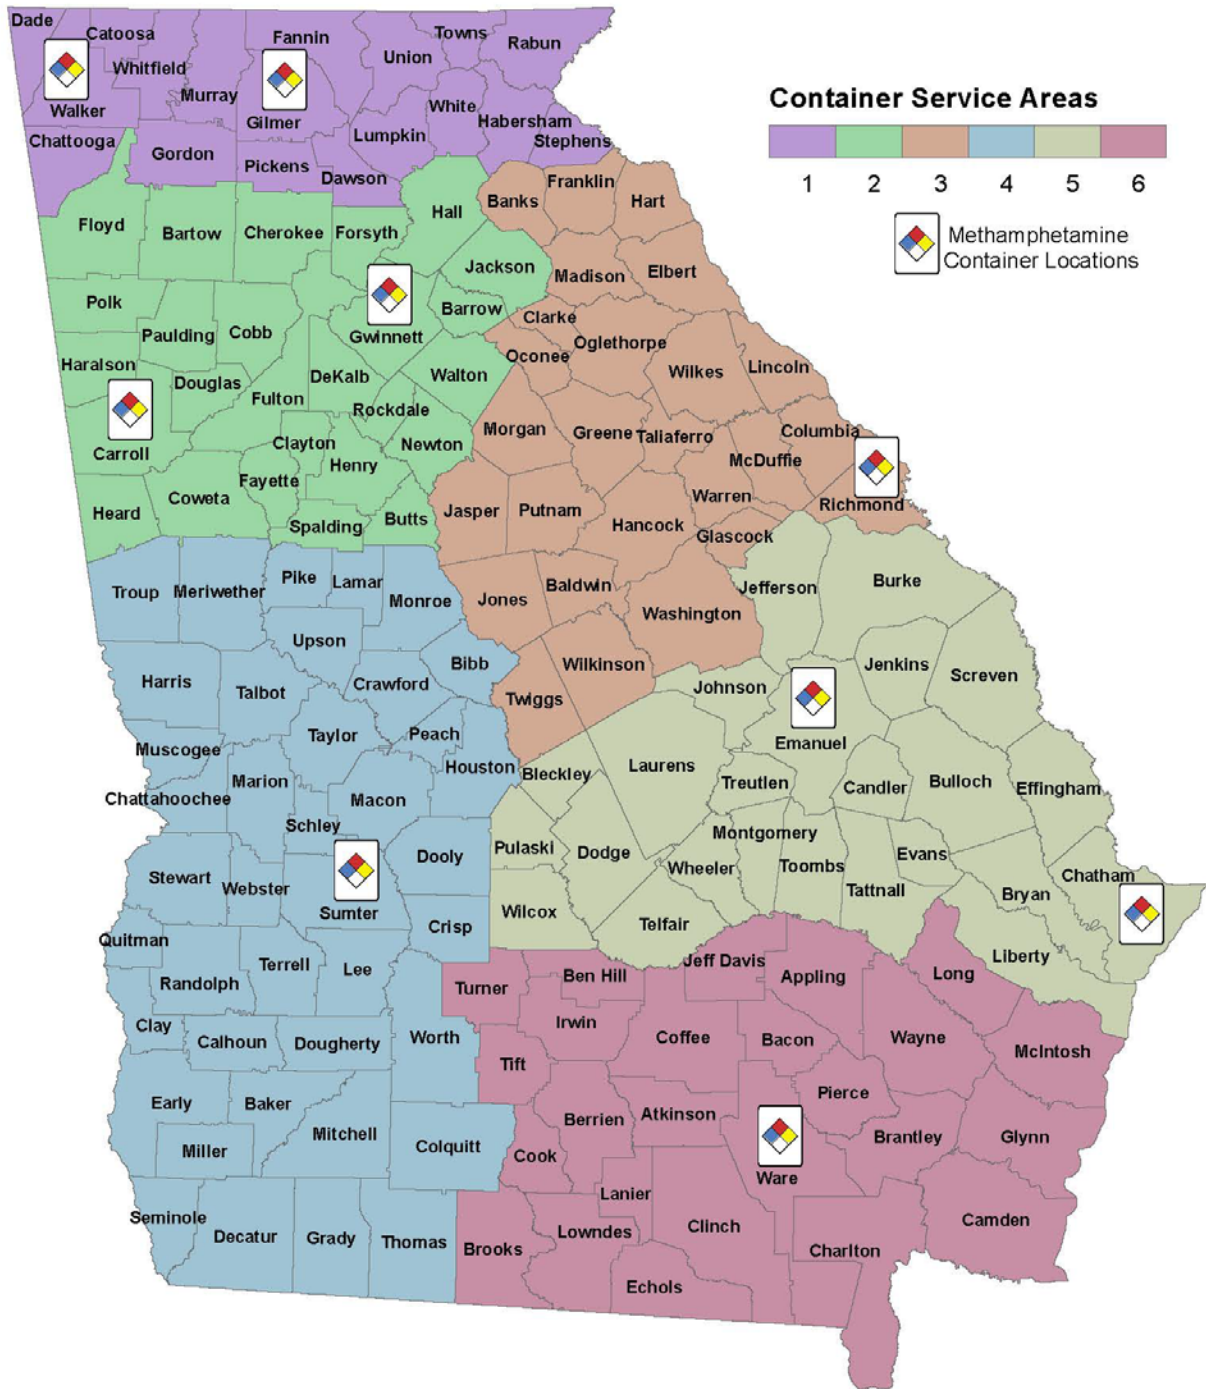 Dade
Catoosa
Fannin
Towns
Union
Rabun
Whitfield
Murray
Walker
Gilmer
White
Habersham
Lumpkin
Stephens
Chattooga
Gordon
Pickens
Dawson
Container Service Areas
1 2 3 4 5 6
Methamphetamine
Container Locations
Franklin
Banks
Hart
Hall
Floyd
Bartow
Cherokee
Forsyth
Jackson
Madison
Elbert
Polk
Barrow
Clarke
Paulding
Cobb
Gwinnett
Oglethorpe
Oconee
Haralson
Lincoln
Wilkes
Walton
DeKalb
Douglas
Fulton
Rockdale
Morgan
Greene
Taliaferro
Columbia
Clayton
Newton
Carroll
Henry
McDuffie
Fayette
Coweta
Warren
Richmond
Heard
Jasper
Putnam
Butts
Spalding
Hancock
Glascock
Pike
Lamar
Burke
Baldwin
Jefferson
Troup
Meriwether
Monroe
Jones
Washington
Upson
Bibb
Wilkinson
Jenkins
Screven
Harris
Crawford
Johnson
Talbot
Twiggs
Taylor
Peach
Emanuel
Muscogee
Houston
Laurens
Bleckley
Marion
Treutlen
Candler
Bulloch
Effingham
Chattahoochee
Macon
Schley
Montgomery
Pulaski
Dodge
Dooly
Evans
Wheeler
Toombs
Chatham
Stewart
Webster
Tattnall
Bryan
Sumter
Wilcox
Telfair
Crisp
Quitman
Liberty
Terrell
Lee
Jeff Davis
Long
Randolph
Ben Hill
Appling
Turner
Irwin
Clay
Calhoun
Dougherty
Worth
Coffee
Bacon
Wayne
McIntosh
Tift
Pierce
Early
Baker
Atkinson
Berrien
Mitchell
Brantley
Glynn
Miller
Colquitt
Cook
Ware
Lanier
Seminole
Camden
Clinch
Decatur
Grady
Thomas
Lowndes
Brooks
Charlton
Echols